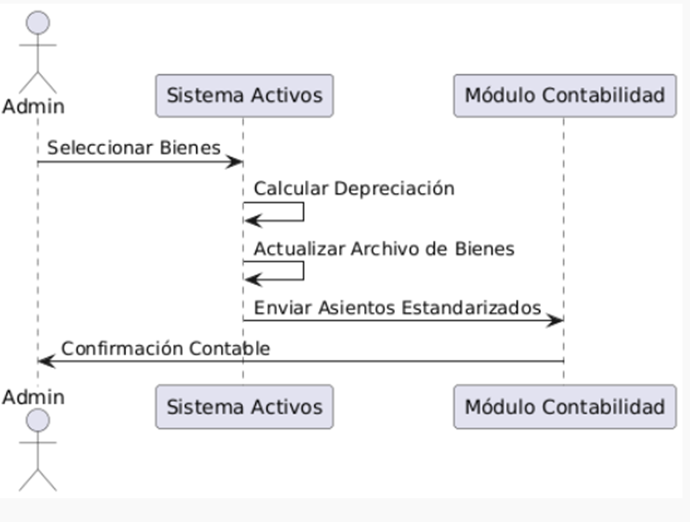 Admin
Sistema Activos
Módulo Contabilidad
Seleccionar Bienes
Calcular Depreciación
Actualizar Archivo de Bienes
Enviar Asientos Estandarizados
Confirmación Contable
Admin
Sistema Activos
Módulo Contabilidad